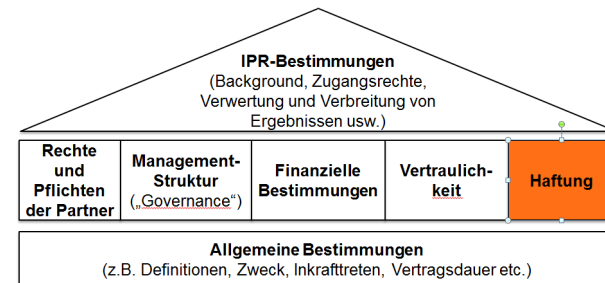 IPR-Bestimmungen
(Background, Zugangsrechte,
Verwertung und Verbreitung von
Ergebnissen usw.)
Rechte
und
Pflichten
der Partner
Management-
Struktur
(„Governance“)
Finanzielle
Bestimmungen
Vertraulich-
keit
Haftung
Allgemeine Bestimmungen
(z.B. Definitionen, Zweck, Inkrafttreten, Vertragsdauer etc.)